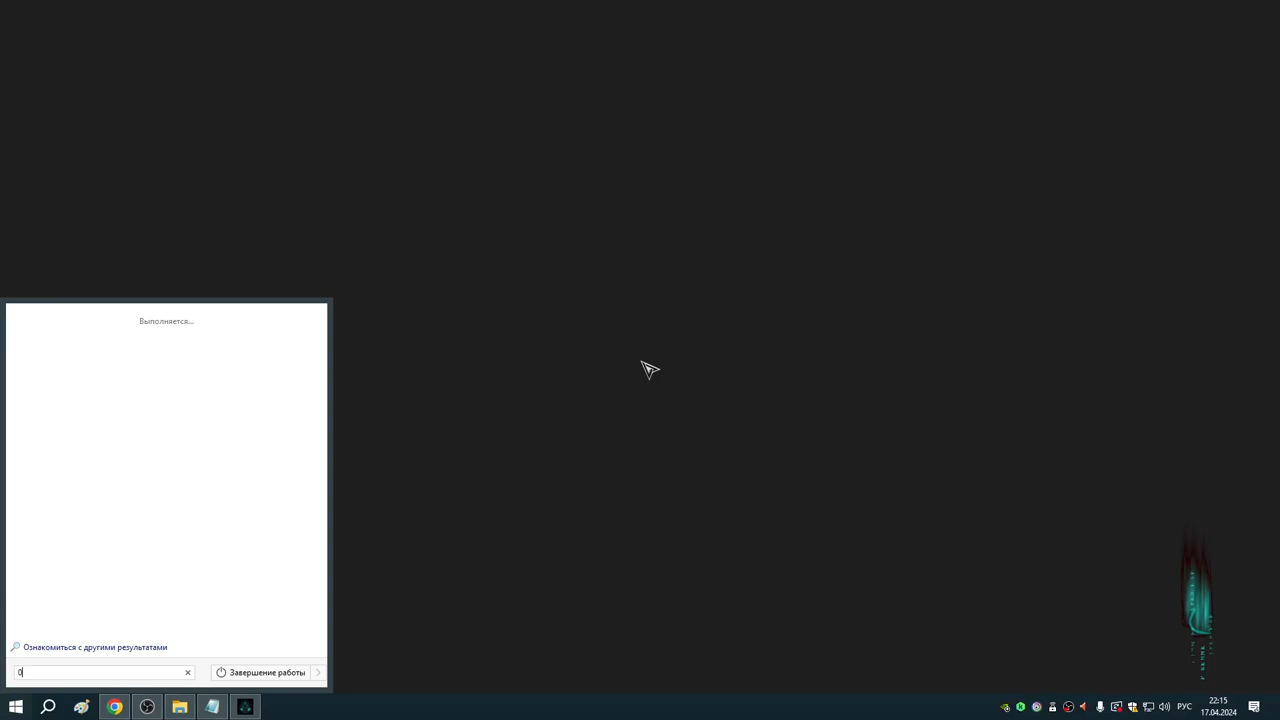 Выполняется...
Ознакомиться с другими результатами
0
Завершение работы
РУС
22:15
17.04.2024